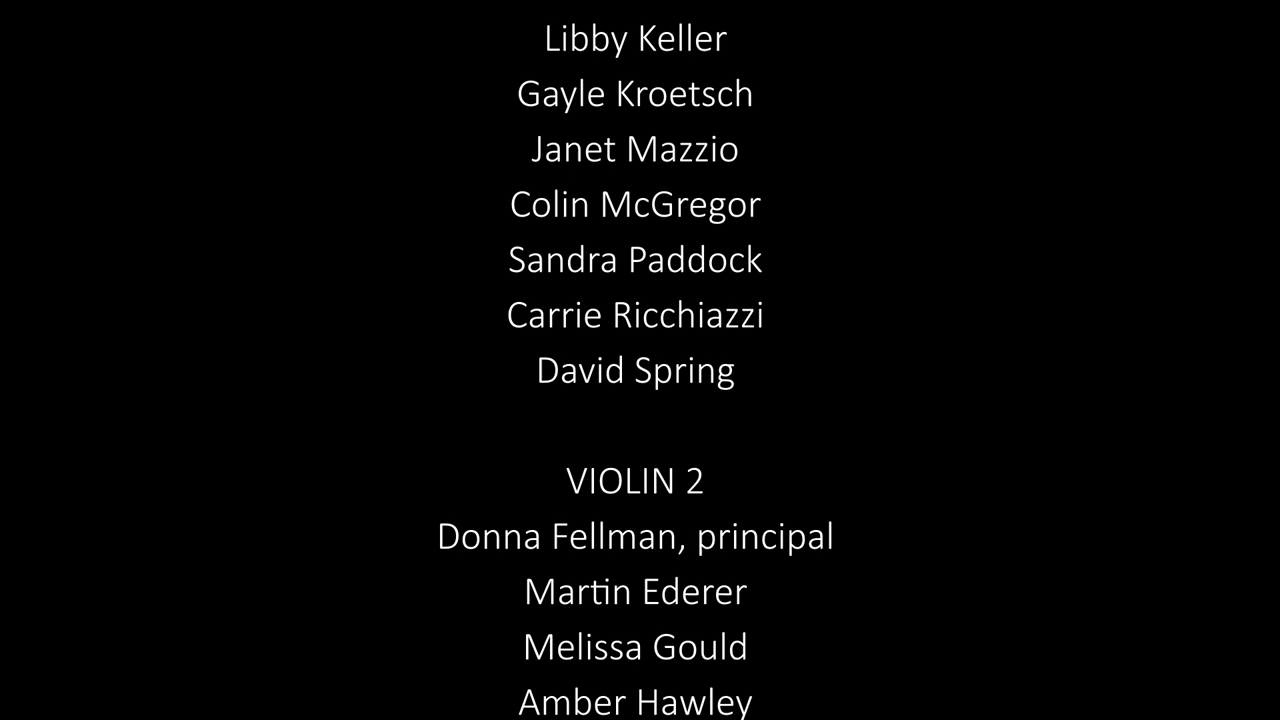 Libby Keller
Gayle Kroetsch
Janet Mazzio
Colin McGregor
Sandra Paddock
Carrie Ricchiazzi
David Spring
VIOLIN 2
Donna Fellman, principal
Martin Ederer
Melissa Gould
Amber Hawley